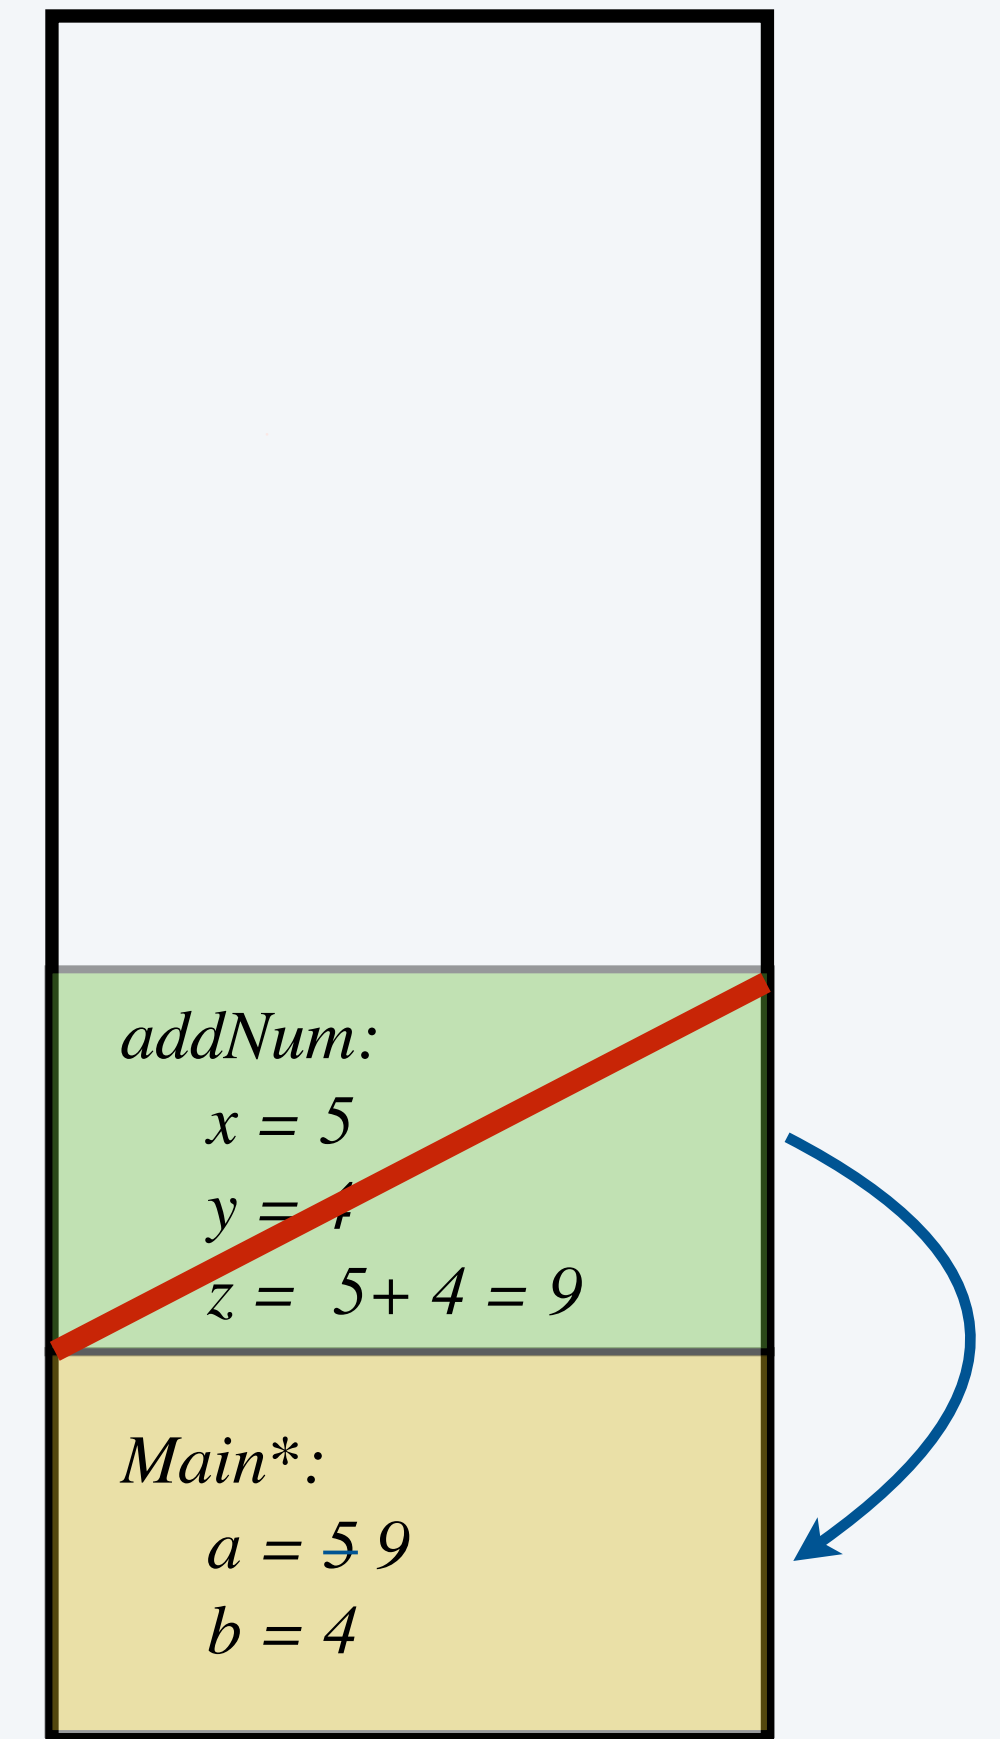 addNum:
x = 5
y = 4
z = 5+ 4 = 9
Main*:
a = 5 9
b = 4